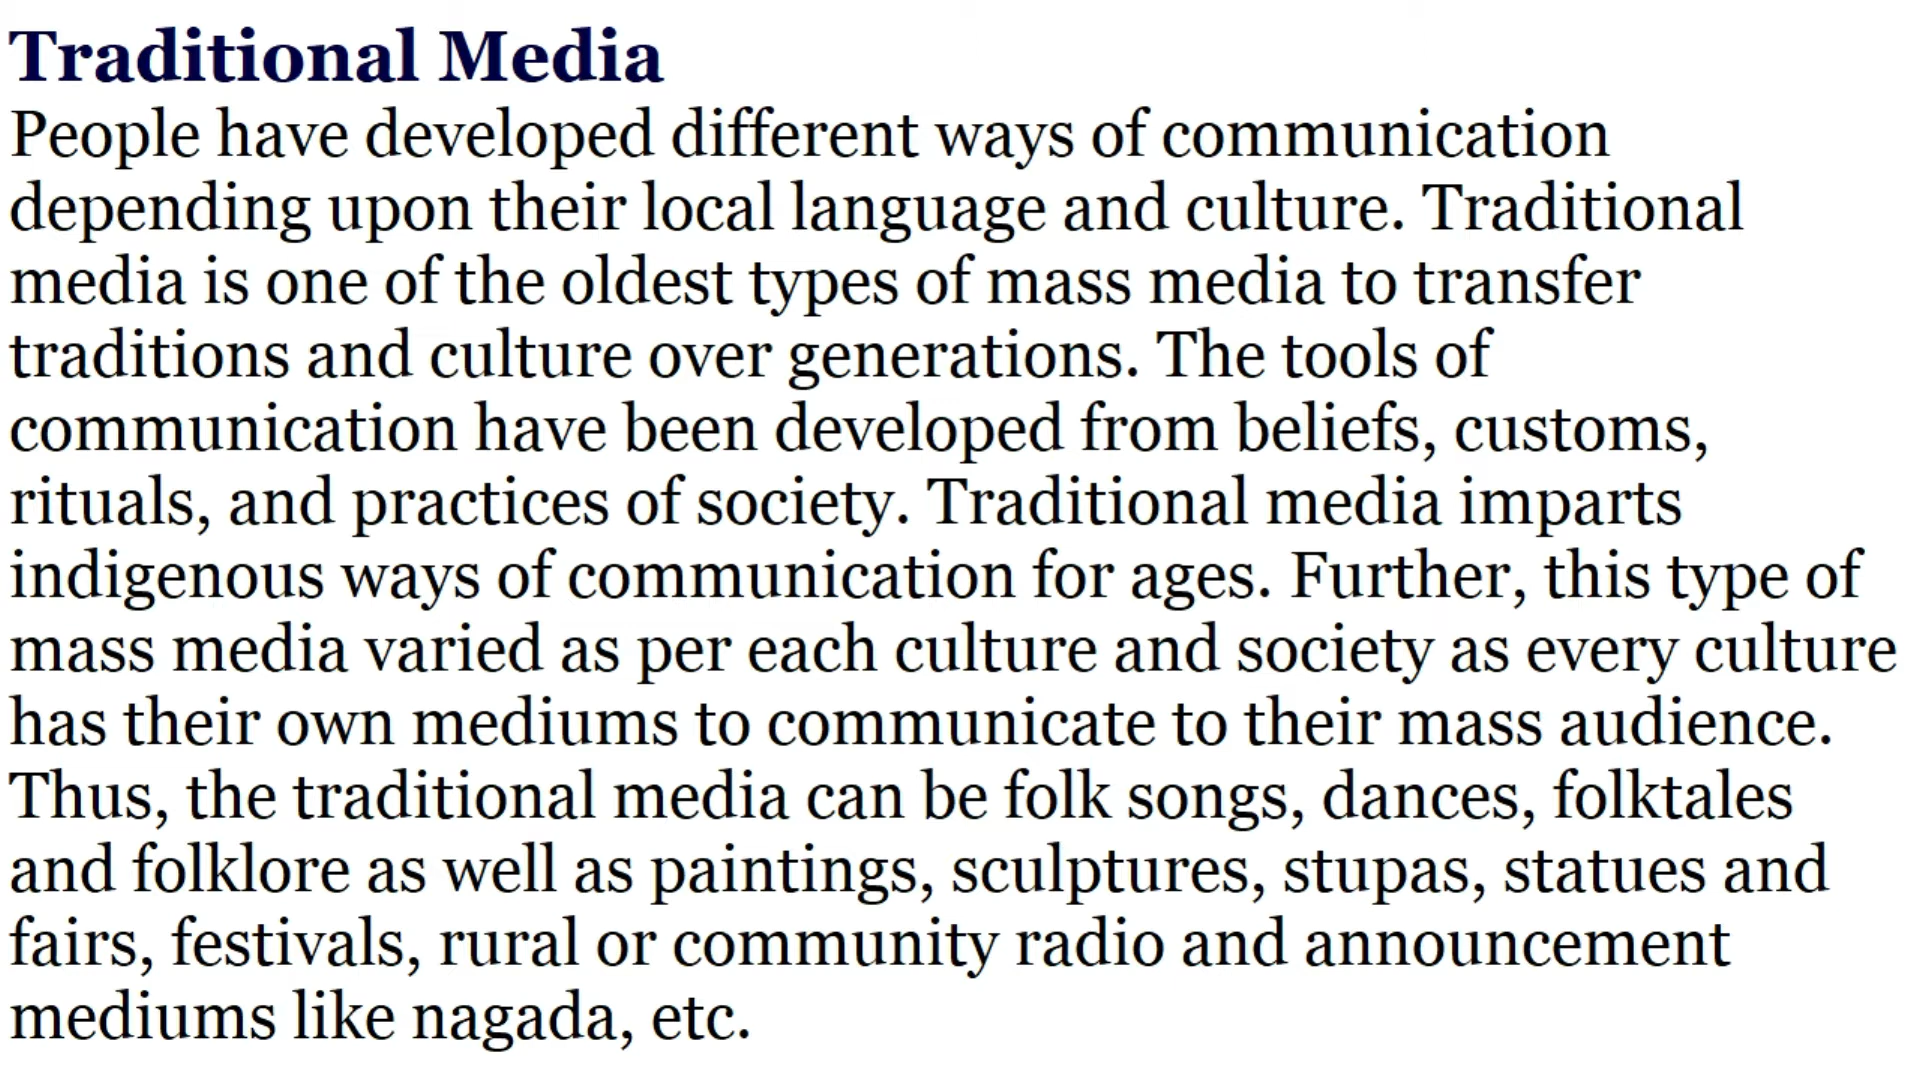 Traditional Media
People have developed different ways of communication
depending upon their local language and culture. Traditional
media is one of the oldest types of mass media to transfer
traditions and culture over generations. The tools of
communication have been developed from beliefs, customs,
rituals, and practices of society. Traditional media imparts
indigenous ways of communication for ages. Further, this type of
mass media varied as per each culture and society as every culture
has their own mediums to communicate to their mass audience.
Thus, the traditional media can be folk songs, dances, folktales
and folklore as well as paintings, sculptures, stupas, statues and
fairs, festivals, rural or community radio and announcement
mediums like nagada, etc.